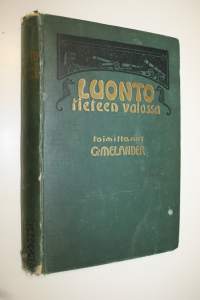 LUONTO
tieteen valossa
toimittanut
G. MELANDER